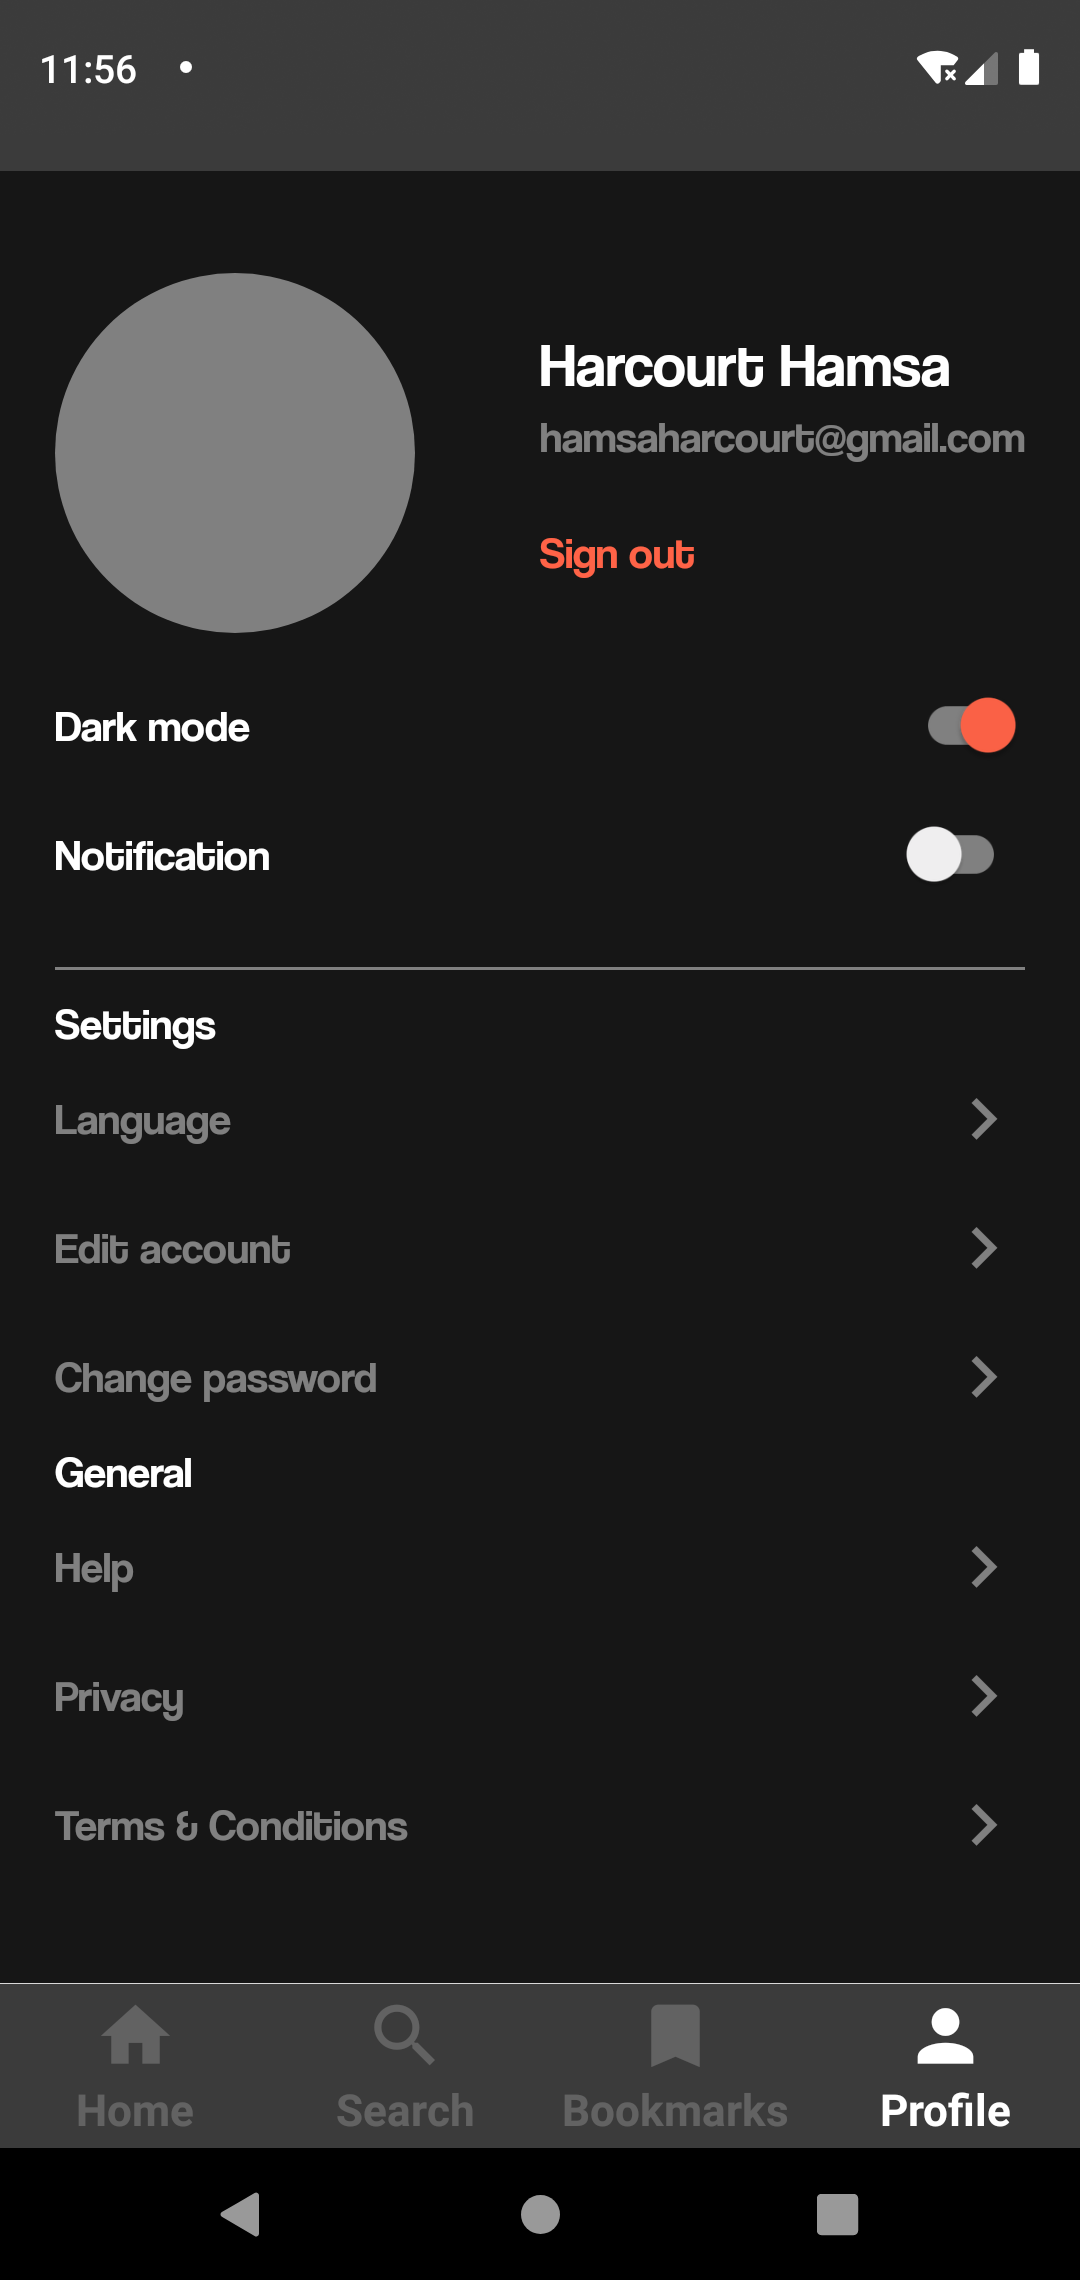 11:56
Harcourt Hamsa
hamsaharcourt@gmail.com
Sign out
Dark mode
Notification
Settings
Language
Edit account
Change password
General
Help
Privacy
Terms & Conditions
Home Search Bookmarks Profile